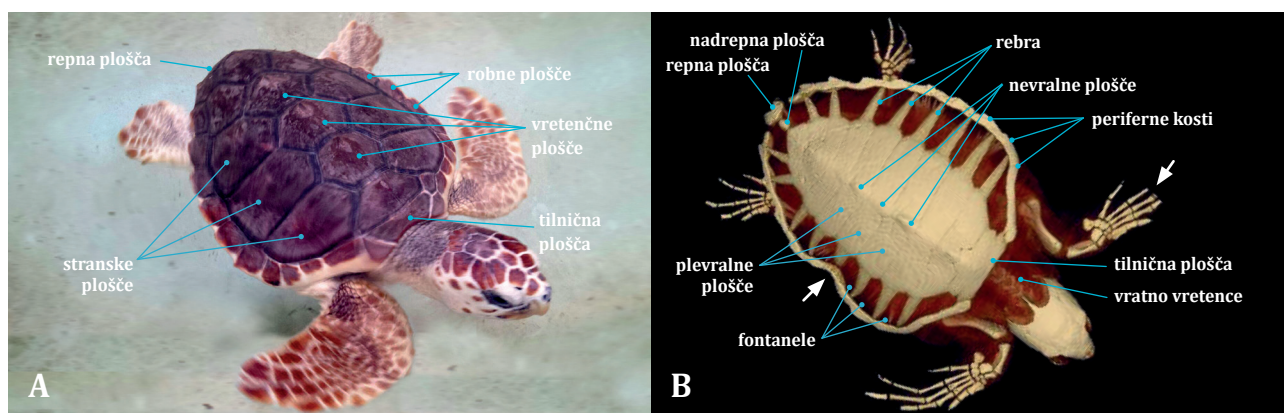 repna plošča
robne plošče
vretenčne
plošče
tilnična
plošča
stranske
plošče
A
nadrepna plošča
repna plošča
rebra
nevralne plošče
periferne kosti
plevralne
plošče
tilnična plošča
vratno vretence
fontanele
B